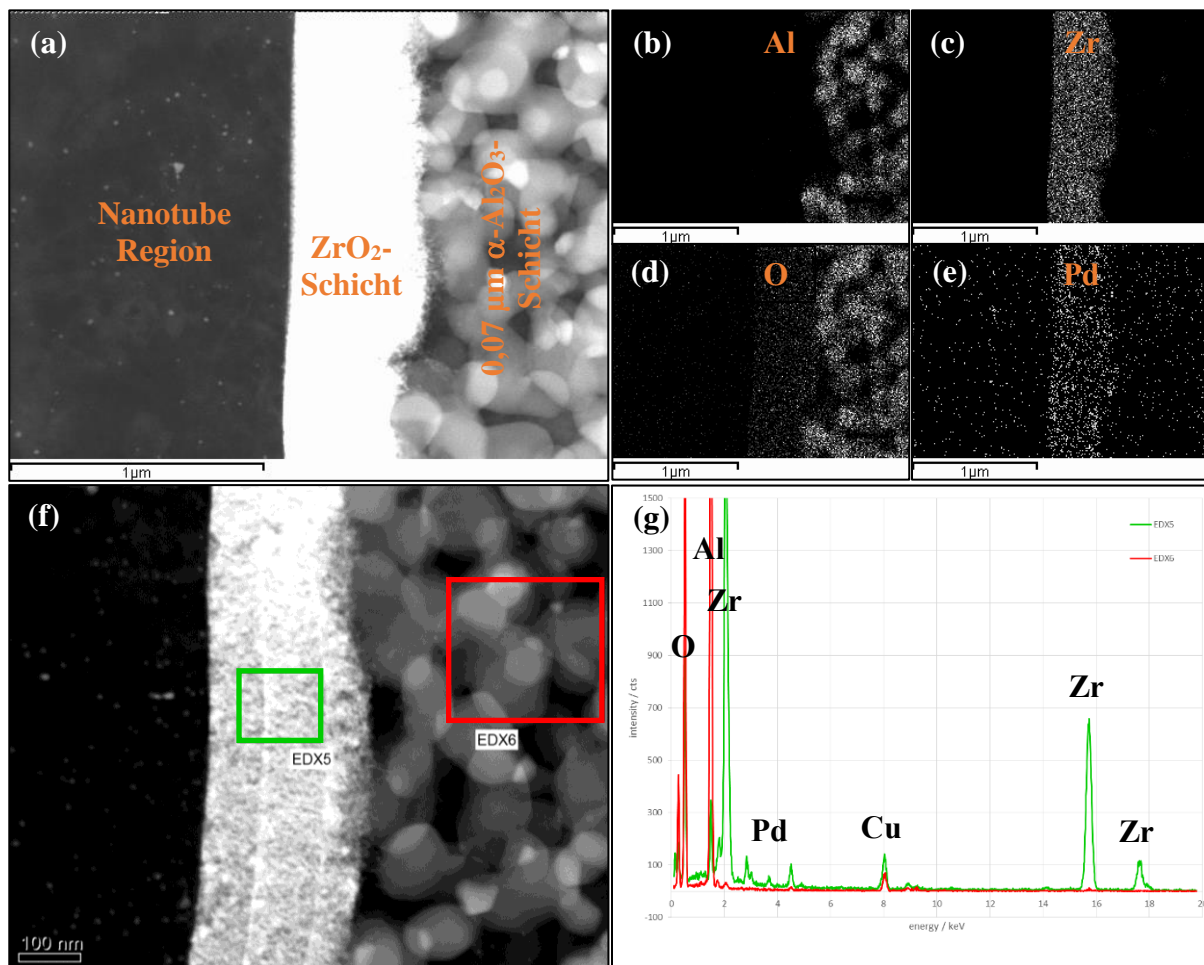 (a)
Nanotube
Region
ZrO₂-
Schicht
0,07 µm α-Al₂O₃-
Schicht
1µm
(b)
Al
1µm
(c)
Zr
1µm
(d)
O
1µm
(e)
Pd
1µm
(f)
EDX5
EDX6
100 nm
(g)
EDX5
EDX6
Al
Zr
O
Pd
Cu
Zr
Zr
intensity / cts
1500
1300
1100
900
700
500
300
100
-100
0 2 4 6 8 10 12 14 16 18 20
energy / keV